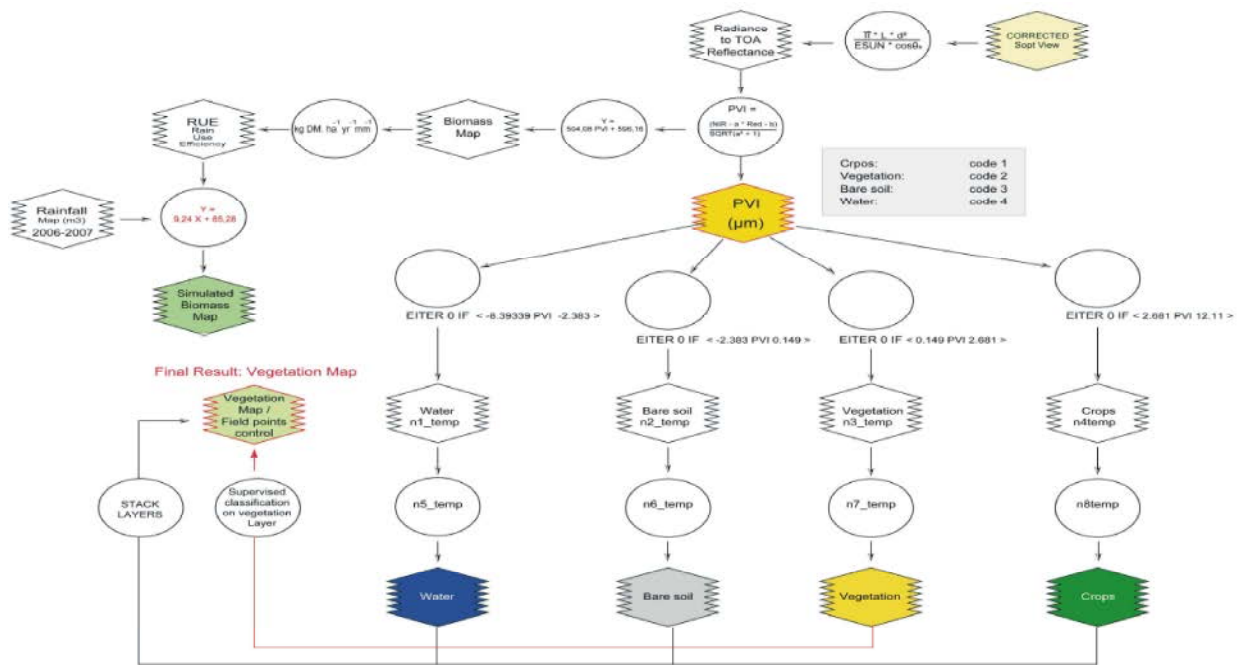 Radiance
to TOA
Reflectance
π * L * d²
ESUN * cosθₛ
CORRECTED
Sopt View
RUE
Rain
Use
Efficiency
kg DM. ha⁻¹ yr⁻¹ mm⁻¹
Biomass
Map
Y =
504,08 PVI + 596,16
PVI =
(NIR - a * Red - b)
SQRT(a² + 1)
Crpos: code 1
Vegetation: code 2
Bare soil: code 3
Water: code 4
Rainfall
Map (m3)
2006-2007
Y =
9,24 X + 85,28
PVI
(µm)
Simulated
Biomass
Map
EITER 0 IF < -8.39339 PVI -2.383 >
EITER 0 IF < -2.383 PVI 0.149 >
EITER 0 IF < 0.149 PVI 2.681 >
EITER 0 IF < 2.681 PVI 12.11 >
Final Result: Vegetation Map
Vegetation
Map /
Field points
control
Water
n1_temp
Bare soil
n2_temp
Vegetation
n3_temp
Crops
n4temp
STACK
LAYERS
Supervised
classification
on vegetation
Layer
n5_temp
n6_temp
n7_temp
n8temp
Water
Bare soil
Vegetation
Crops